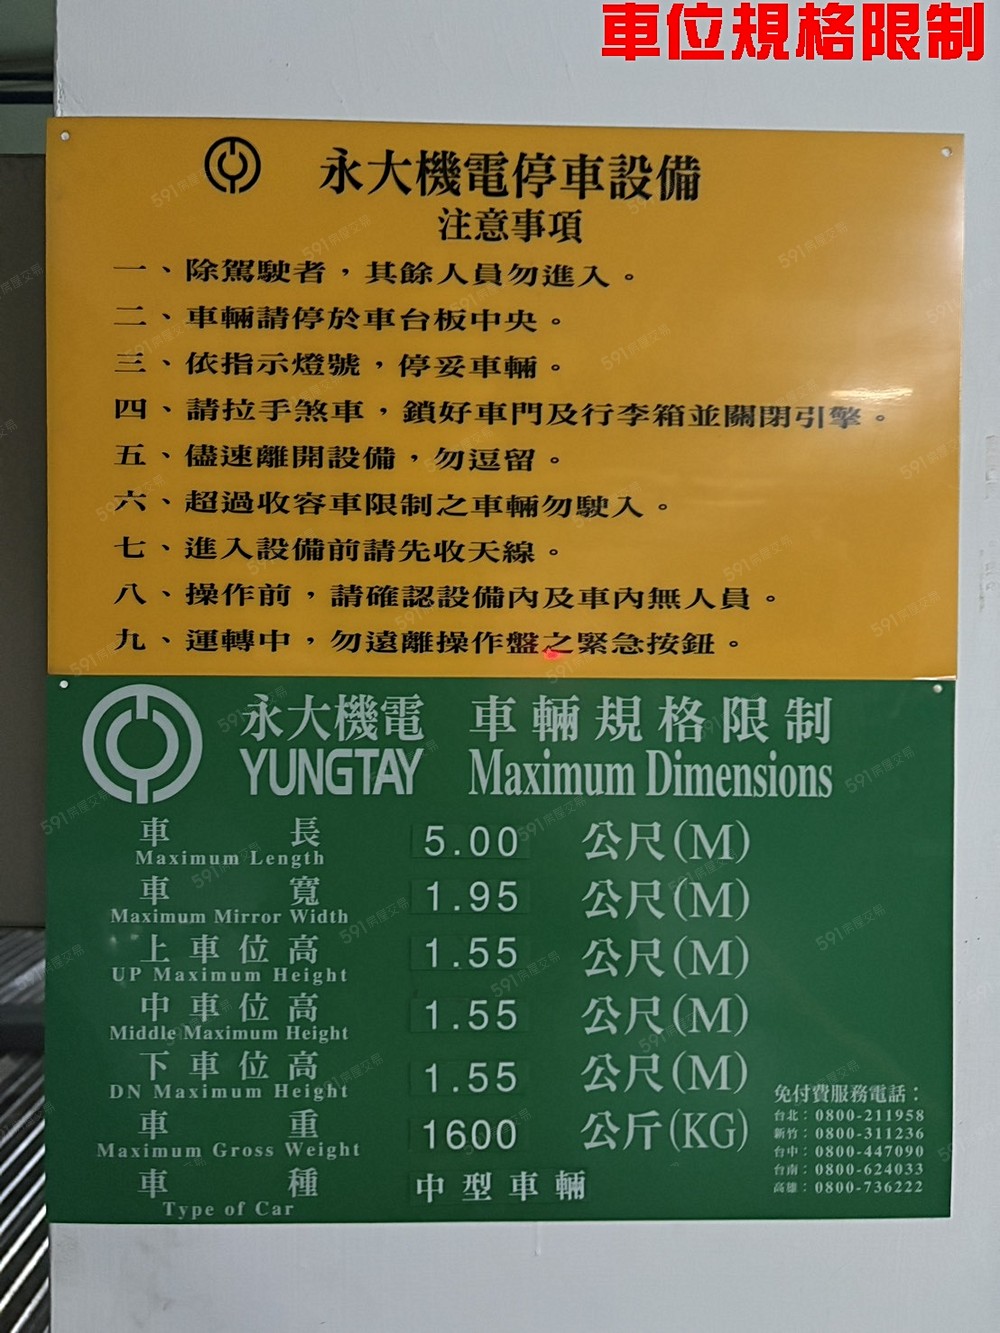 車位規格限制
永大機電停車設備
注意事項
一、除駕駛者，其餘人員勿進入。
二、車輛請停於車台板中央。
三、依指示燈號，停妥車輛。
四、請拉手煞車，鎖好車門及行李箱並關閉引擎。
五、儘速離開設備，勿逗留。
六、超過收容車限制之車輛勿駛入。
七、進入設備前請先收天線。
八、操作前，請確認設備內及車內無人員。
九、運轉中，勿遠離操作盤之緊急按鈕。
永大機電 車輛規格限制
YUNGTAY Maximum Dimensions
車長 5.00 公尺(M)
Maximum Length
車寬 1.95 公尺(M)
Maximum Mirror Width
上車位高 1.55 公尺(M)
UP Maximum Height
中車位高 1.55 公尺(M)
Middle Maximum Height
下車位高 1.55 公尺(M)
DN Maximum Height
車重 1600 公斤(KG)
Maximum Gross Weight
車種 中型車輛
Type of Car
免付費服務電話：
台北：0800-211958
新竹：0800-311236
台中：0800-447090
台南：0800-624033
高雄：0800-736222
591房屋交易